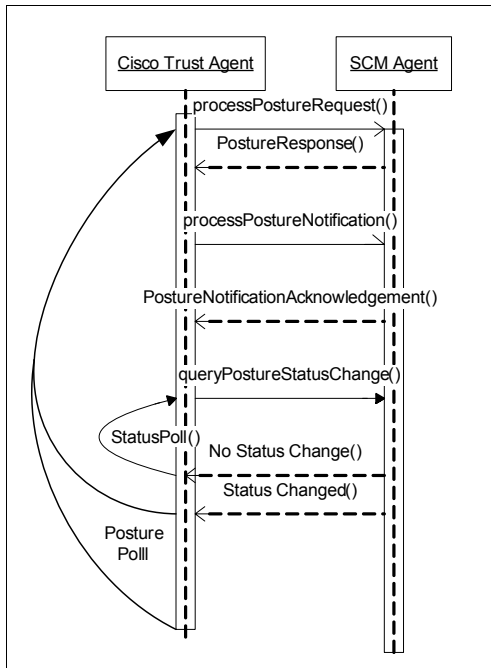 Cisco Trust Agent
SCM Agent
processPostureRequest()
PostureResponse()
processPostureNotification()
PostureNotificationAcknowledgement()
queryPostureStatusChange()
StatusPoll()
No Status Change()
Status Changed()
Posture
Polll